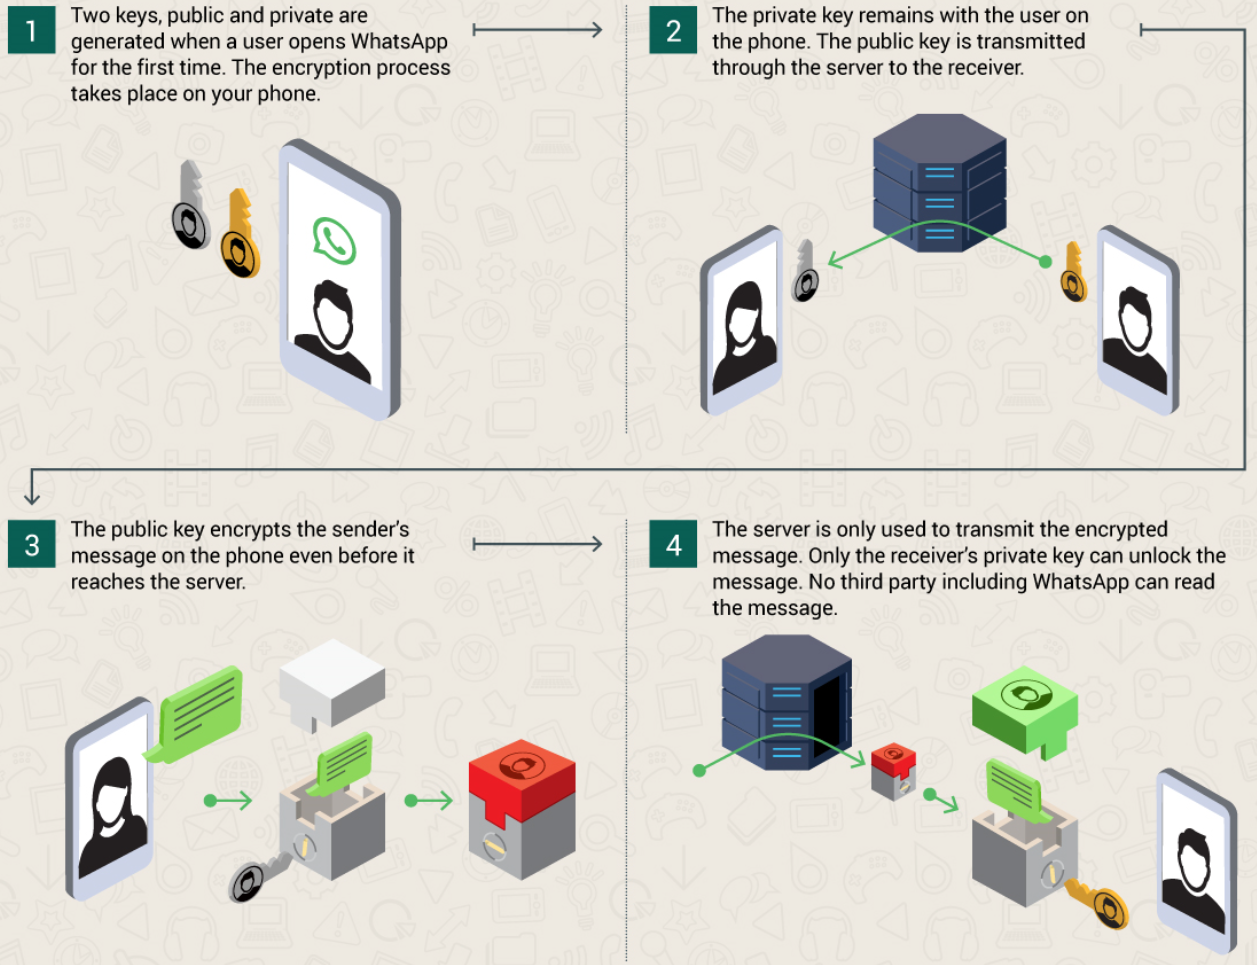 1
Two keys, public and private are
generated when a user opens WhatsApp
for the first time. The encryption process
takes place on your phone.
2
The private key remains with the user on
the phone. The public key is transmitted
through the server to the receiver.
3
The public key encrypts the sender's
message on the phone even before it
reaches the server.
4
The server is only used to transmit the encrypted
message. Only the receiver's private key can unlock the
message. No third party including WhatsApp can read
the message.